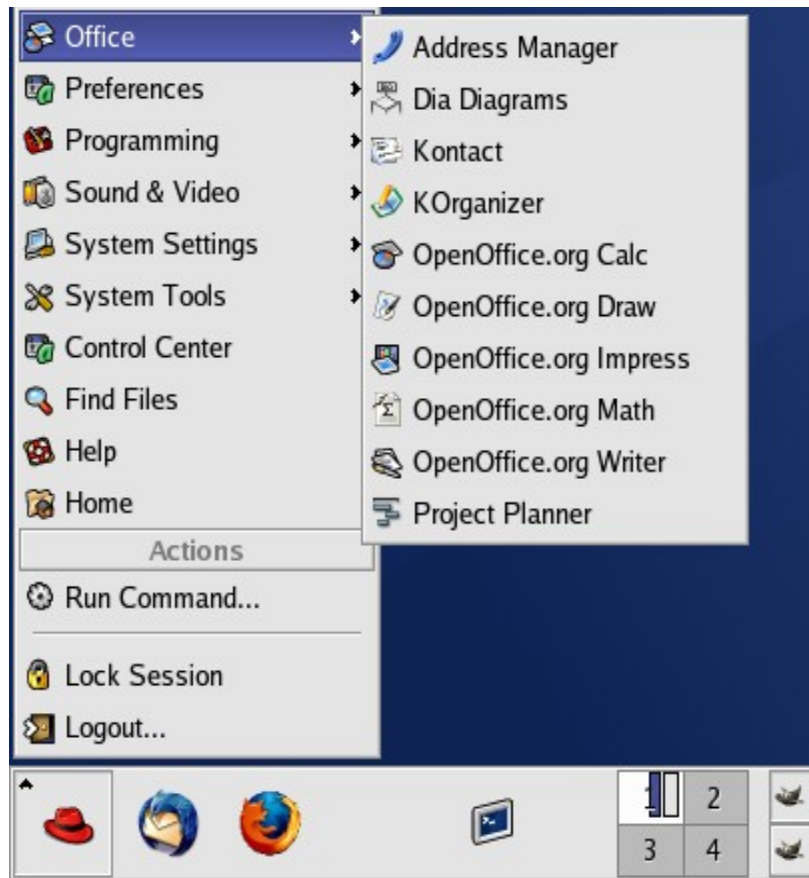 Office
Preferences
Programming
Sound & Video
System Settings
System Tools
Control Center
Find Files
Help
Home
Actions
Run Command...
Lock Session
Logout...
Address Manager
Dia Diagrams
Kontact
KOrganizer
OpenOffice.org Calc
OpenOffice.org Draw
OpenOffice.org Impress
OpenOffice.org Math
OpenOffice.org Writer
Project Planner
1 2
3 4